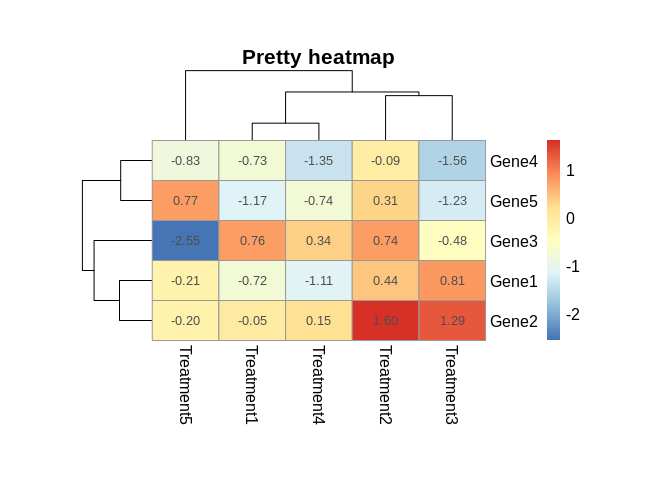 Pretty heatmap
-0.83 -0.73 -1.35 -0.09 -1.56 Gene4
0.77 -1.17 -0.74 0.31 -1.23 Gene5
-2.55 0.76 0.34 0.74 -0.48 Gene3
-0.21 -0.72 -1.11 0.44 0.81 Gene1
-0.20 -0.05 0.15 1.60 1.29 Gene2
Treatment5
Treatment1
Treatment4
Treatment2
Treatment3
1
0
-1
-2